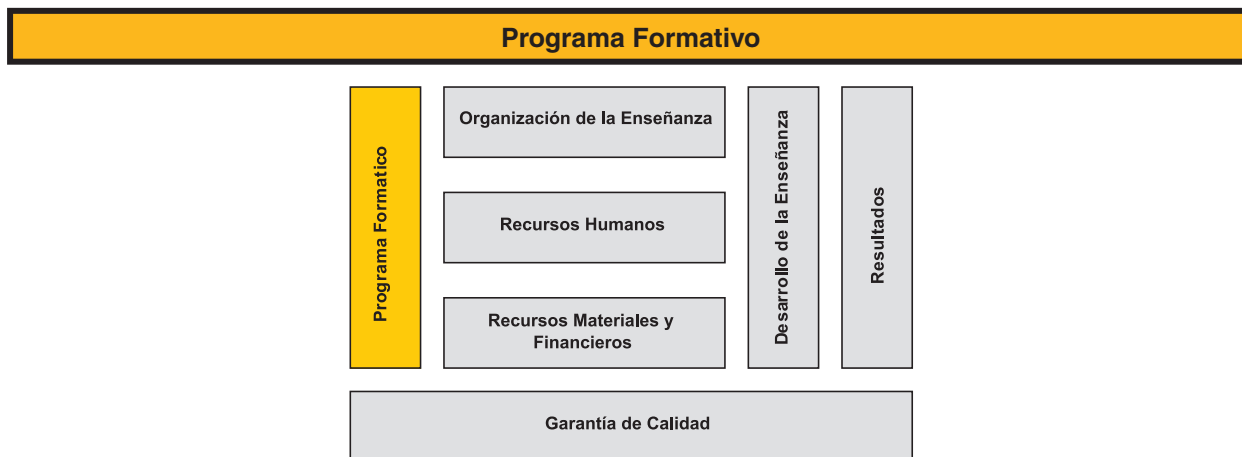 Programa Formativo
Programa Formatico
Organización de la Enseñanza
Recursos Humanos
Recursos Materiales y
Financieros
Desarrollo de la Enseñanza
Resultados
Garantía de Calidad